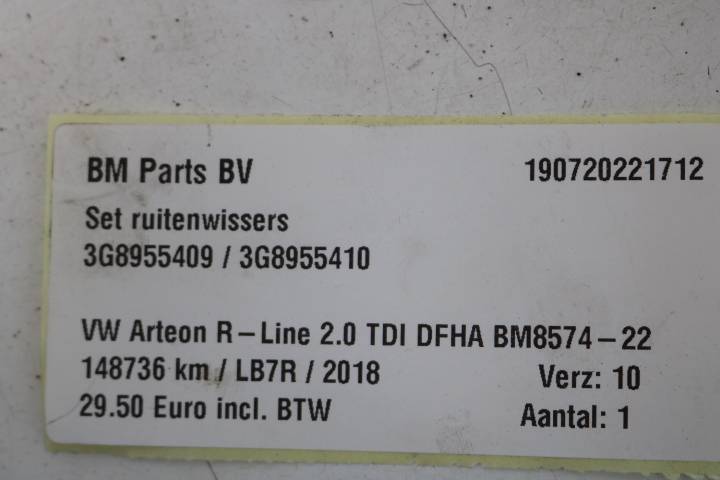 BM Parts BV 190720221712
Set ruitenwissers
3G8955409 / 3G8955410
VW Arteon R-Line 2.0 TDI DFHA BM8574-22
148736 km / LB7R / 2018 Verz: 10
29.50 Euro incl. BTW Aantal: 1